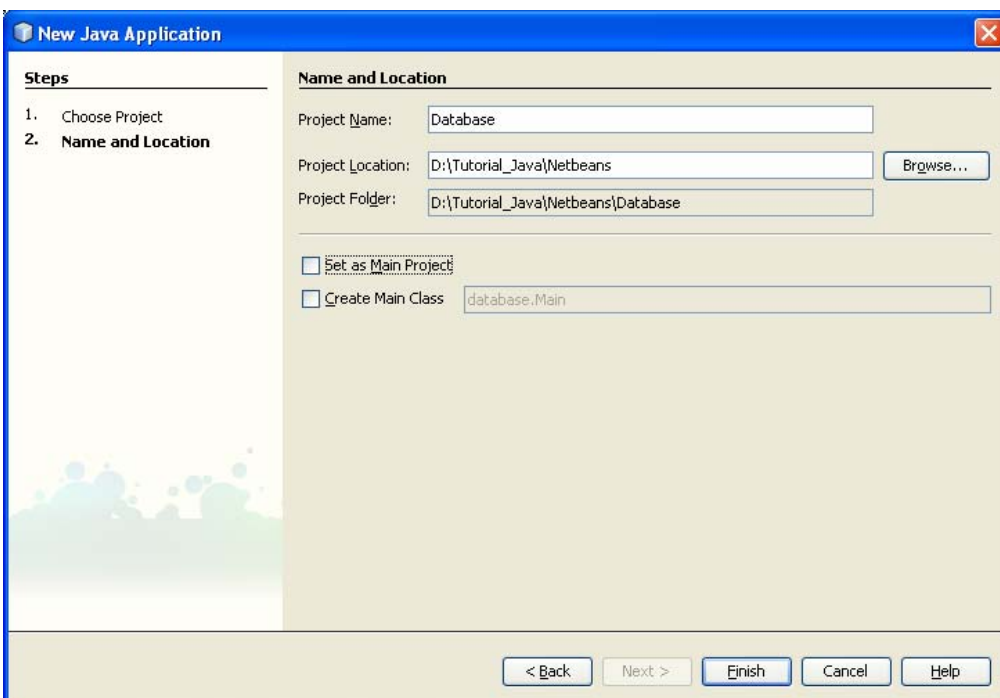 New Java Application
Steps
1. Choose Project
2. Name and Location
Name and Location
Project Name: Database
Project Location: D:\Tutorial_Java\Netbeans Browse...
Project Folder: D:\Tutorial_Java\Netbeans\Database
Set as Main Project
Create Main Class database.Main
< Back Next > Finish Cancel Help